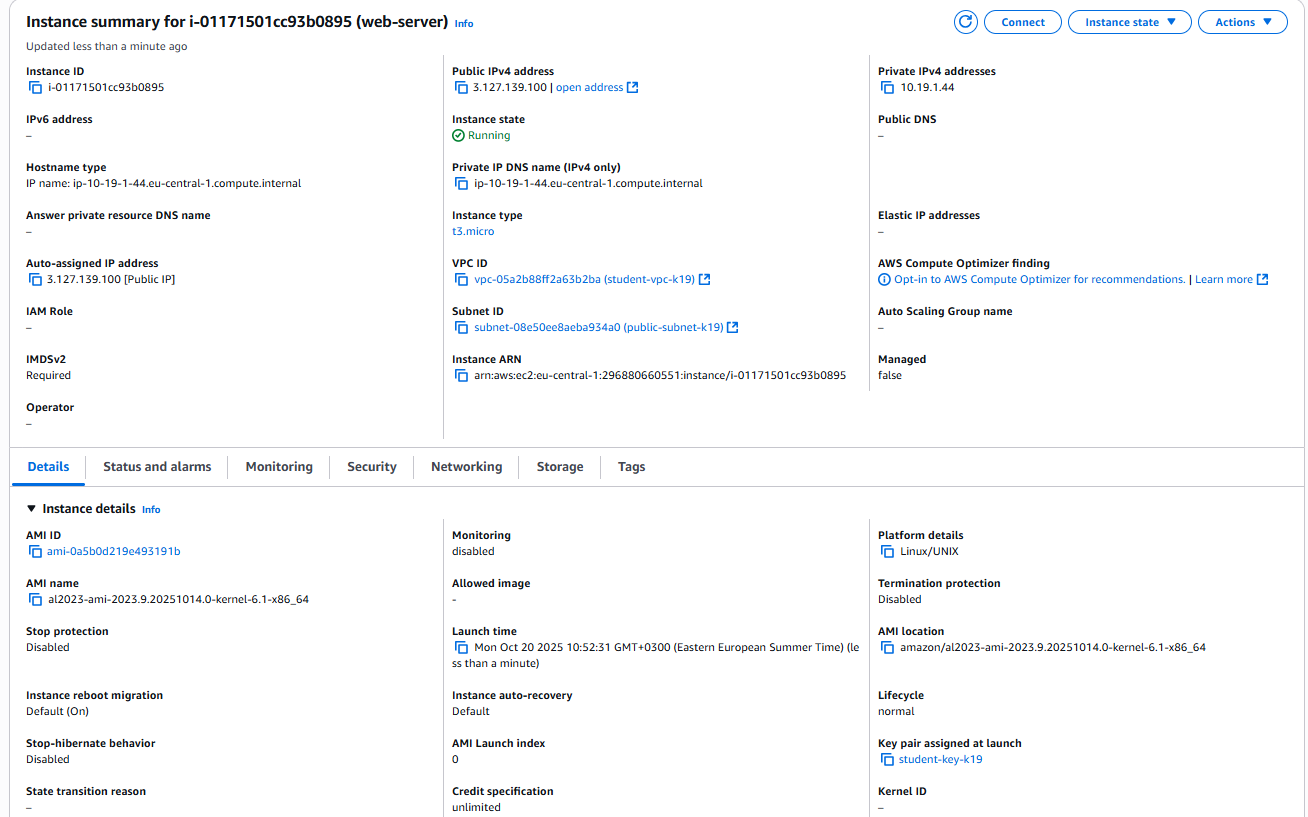 Instance summary for i-01171501cc93b0895 (web-server) Info
Connect
Instance state
Actions
Updated less than a minute ago
Instance ID
i-01171501cc93b0895
Public IPv4 address
3.127.139.100 | open address
Private IPv4 addresses
10.19.1.44
IPv6 address
–
Instance state
Running
Public DNS
–
Hostname type
IP name: ip-10-19-1-44.eu-central-1.compute.internal
Private IP DNS name (IPv4 only)
ip-10-19-1-44.eu-central-1.compute.internal
Answer private resource DNS name
–
Instance type
t3.micro
Elastic IP addresses
–
Auto-assigned IP address
3.127.139.100 [Public IP]
VPC ID
vpc-05a2b88ff2a63b2ba (student-vpc-k19)
AWS Compute Optimizer finding
Opt-in to AWS Compute Optimizer for recommendations. | Learn more
IAM Role
–
Subnet ID
subnet-08e50ee8aeba934a0 (public-subnet-k19)
Auto Scaling Group name
–
IMDSv2
Required
Instance ARN
arn:aws:ec2:eu-central-1:296880660551:instance/i-01171501cc93b0895
Managed
false
Operator
–
Details
Status and alarms
Monitoring
Security
Networking
Storage
Tags
Instance details Info
AMI ID
ami-0a5b0d219e493191b
Monitoring
disabled
Platform details
Linux/UNIX
AMI name
al2023-ami-2023.9.20251014.0-kernel-6.1-x86_64
Allowed image
-
Termination protection
Disabled
Stop protection
Disabled
Launch time
Mon Oct 20 2025 10:52:31 GMT+0300 (Eastern European Summer Time) (le
ss than a minute)
AMI location
amazon/al2023-ami-2023.9.20251014.0-kernel-6.1-x86_64
Instance reboot migration
Default (On)
Instance auto-recovery
Default
Lifecycle
normal
Stop-hibernate behavior
Disabled
AMI Launch index
0
Key pair assigned at launch
student-key-k19
State transition reason
–
Credit specification
unlimited
Kernel ID
–